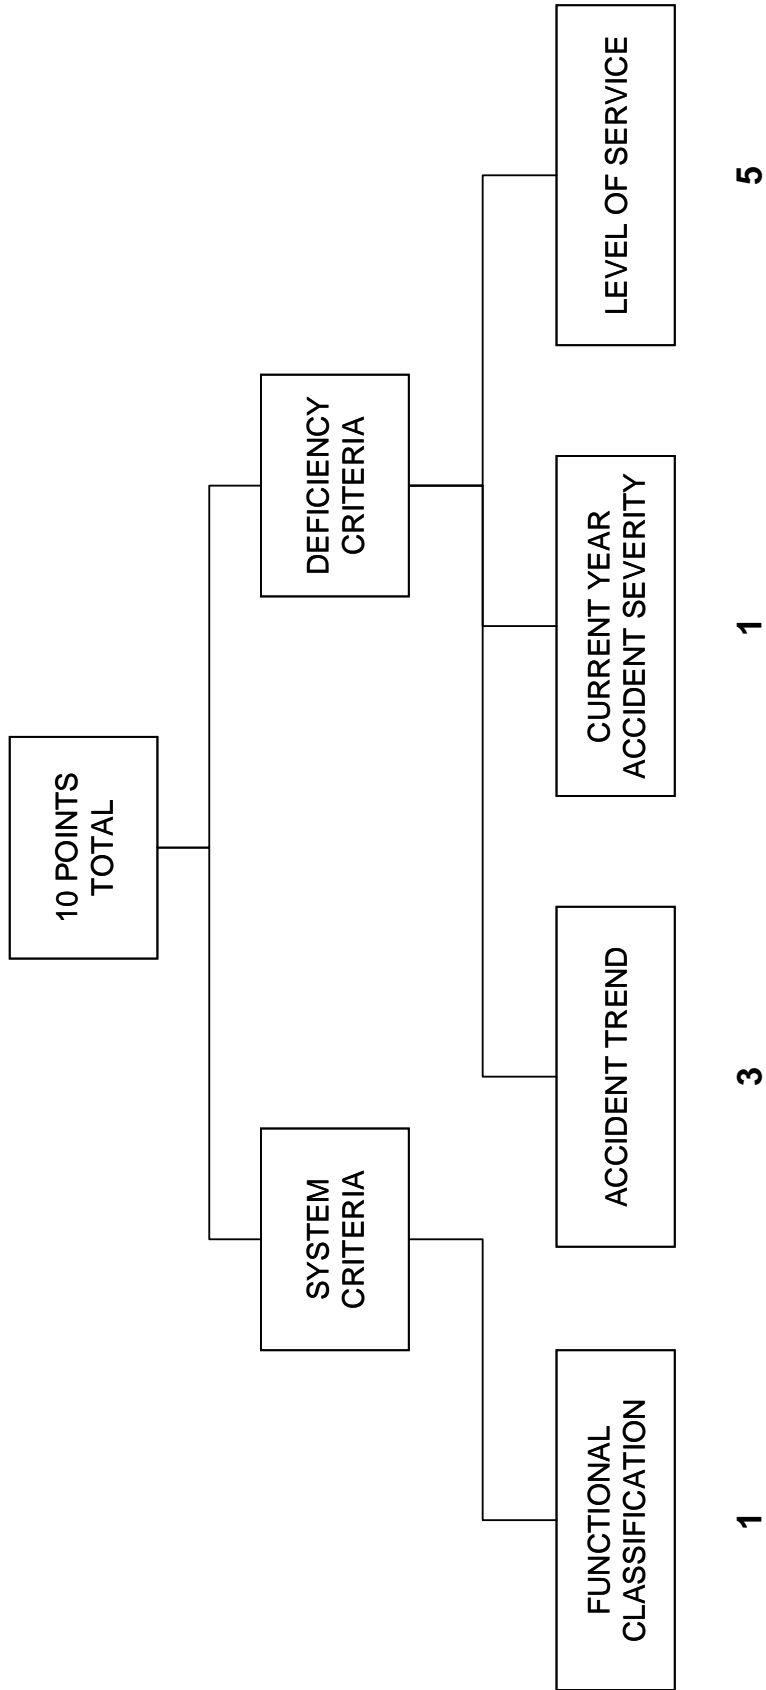 10 POINTS
TOTAL
SYSTEM
CRITERIA
DEFICIENCY
CRITERIA
FUNCTIONAL
CLASSIFICATION
ACCIDENT TREND
CURRENT YEAR
ACCIDENT SEVERITY
LEVEL OF SERVICE
1
3
1
5